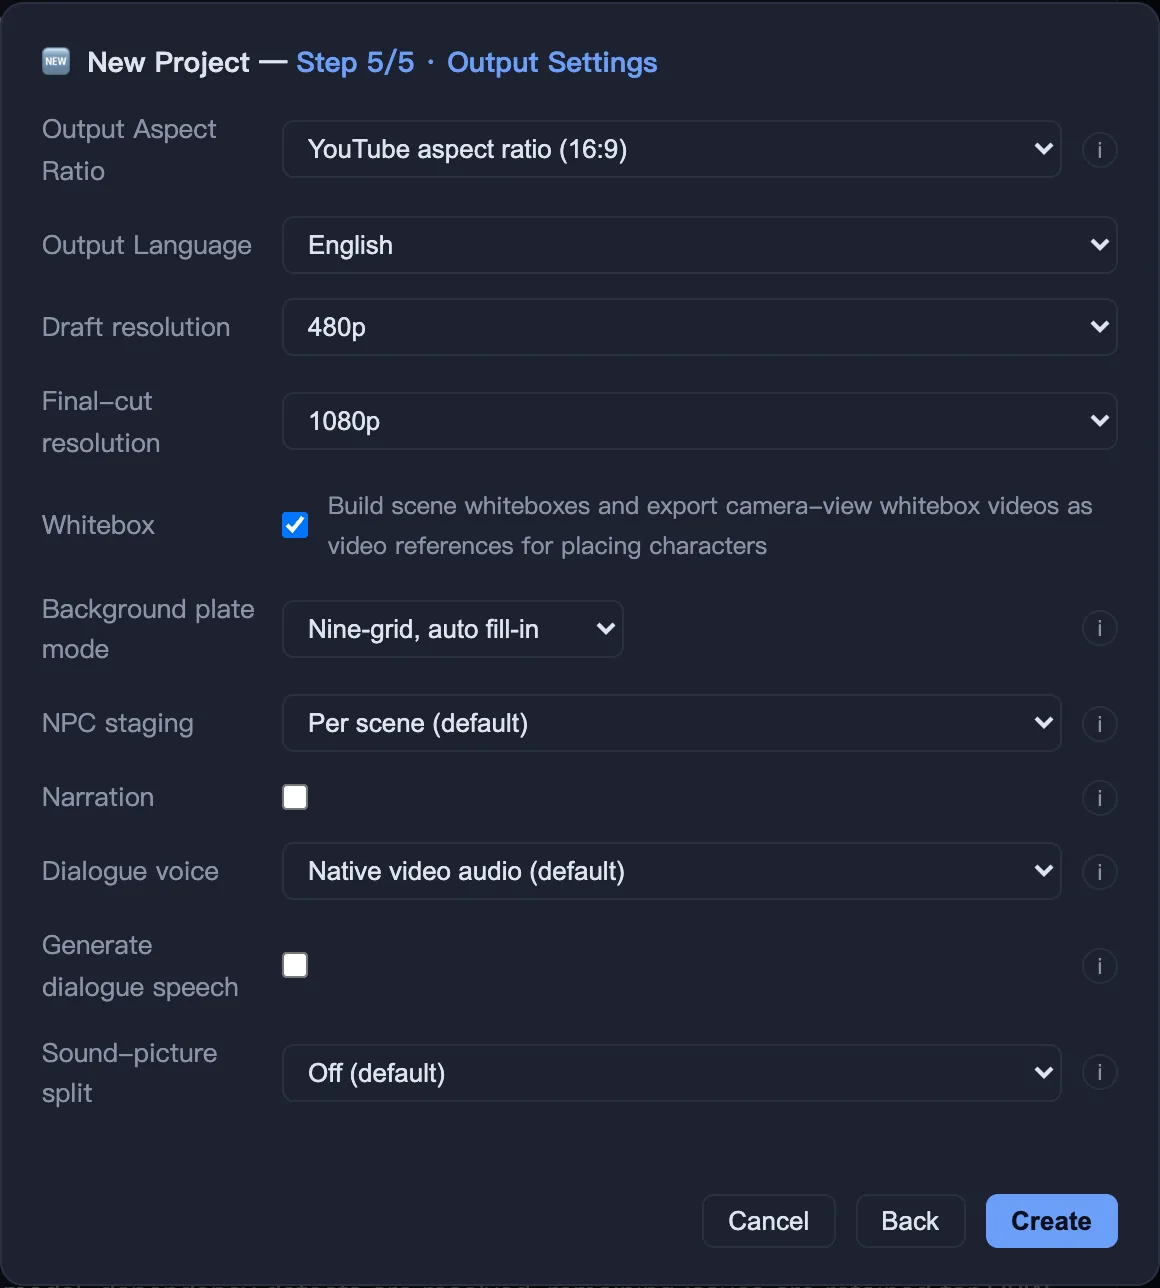 NEW New Project — Step 5/5 · Output Settings
Output Aspect
Ratio
YouTube aspect ratio (16:9)
i
Output Language
English
Draft resolution
480p
Final-cut
resolution
1080p
Whitebox
Build scene whiteboxes and export camera-view whitebox videos as
video references for placing characters
Background plate
mode
Nine-grid, auto fill-in
i
NPC staging
Per scene (default)
i
Narration
i
Dialogue voice
Native video audio (default)
i
Generate
dialogue speech
i
Sound-picture
split
Off (default)
i
Cancel
Back
Create